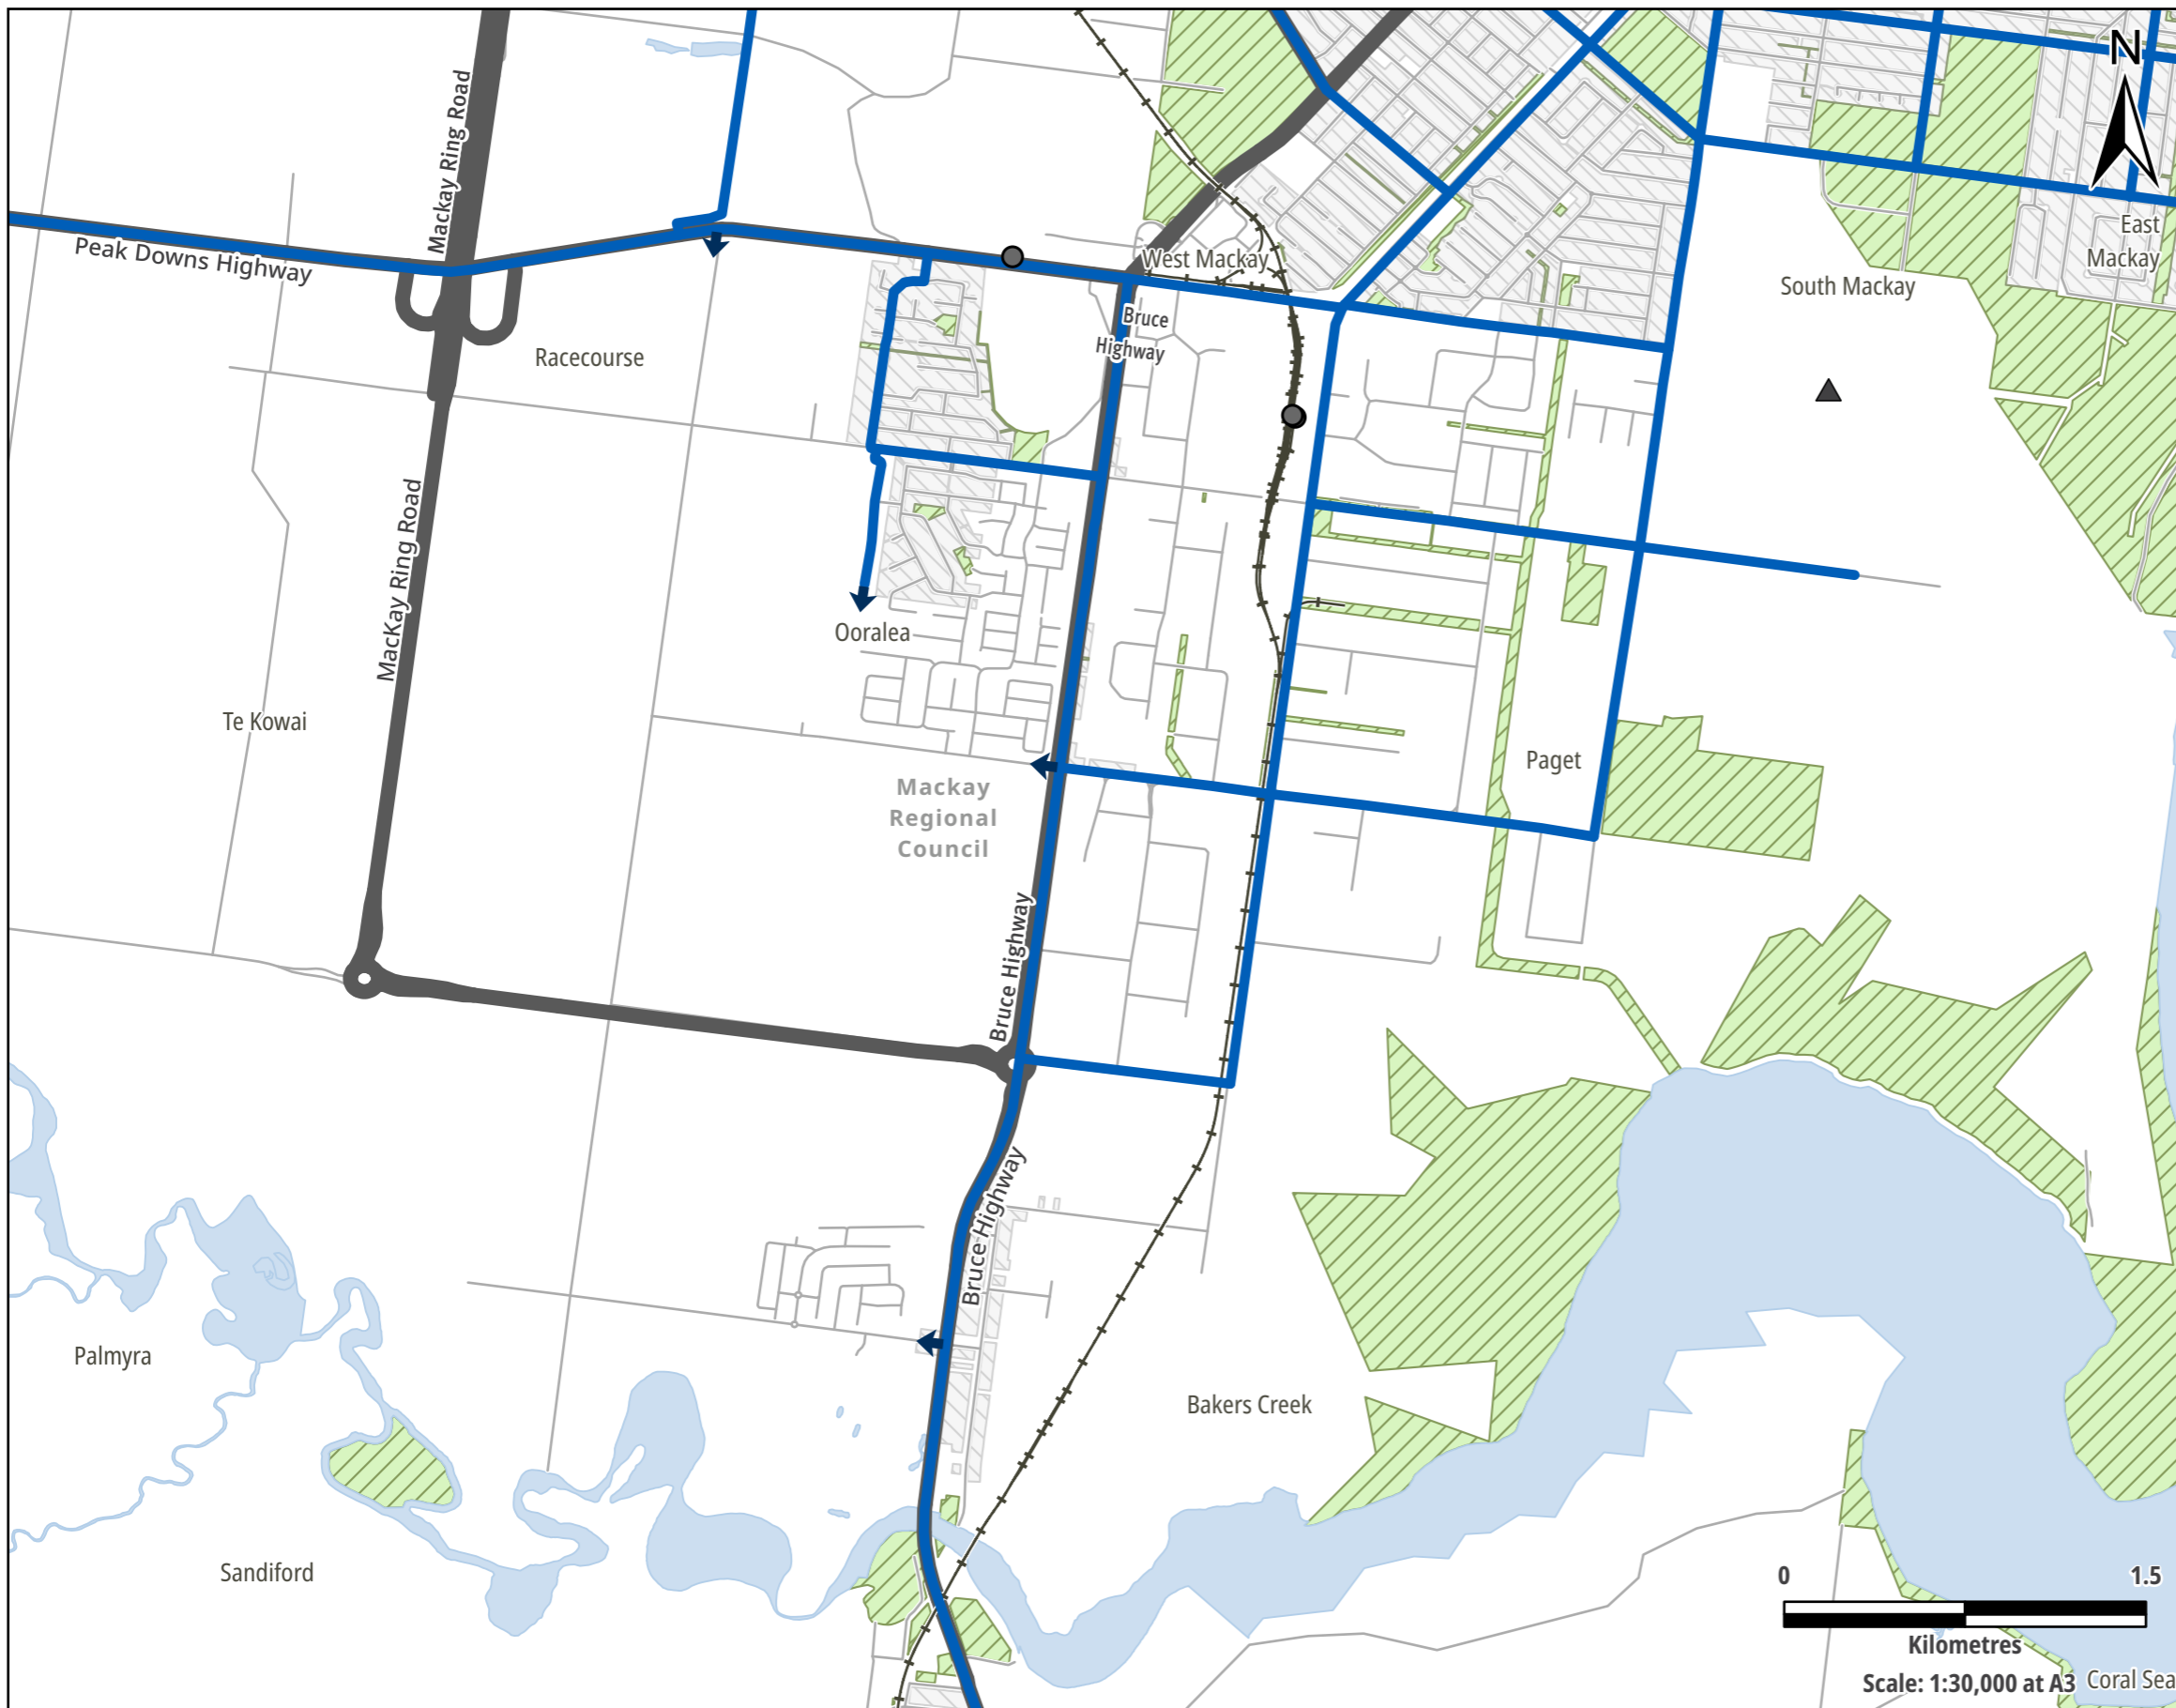 N
Mackay Ring Road
Peak Downs Highway
West Mackay
East
Mackay
South Mackay
Bruce
Highway
Racecourse
MacKay Ring Road
Ooralea
Te Kowai
Paget
Mackay
Regional
Council
Bruce Highway
Bruce Highway
Palmyra
Bakers Creek
Sandiford
0 1.5
Kilometres
Scale: 1:30,000 at A3
Coral Sea